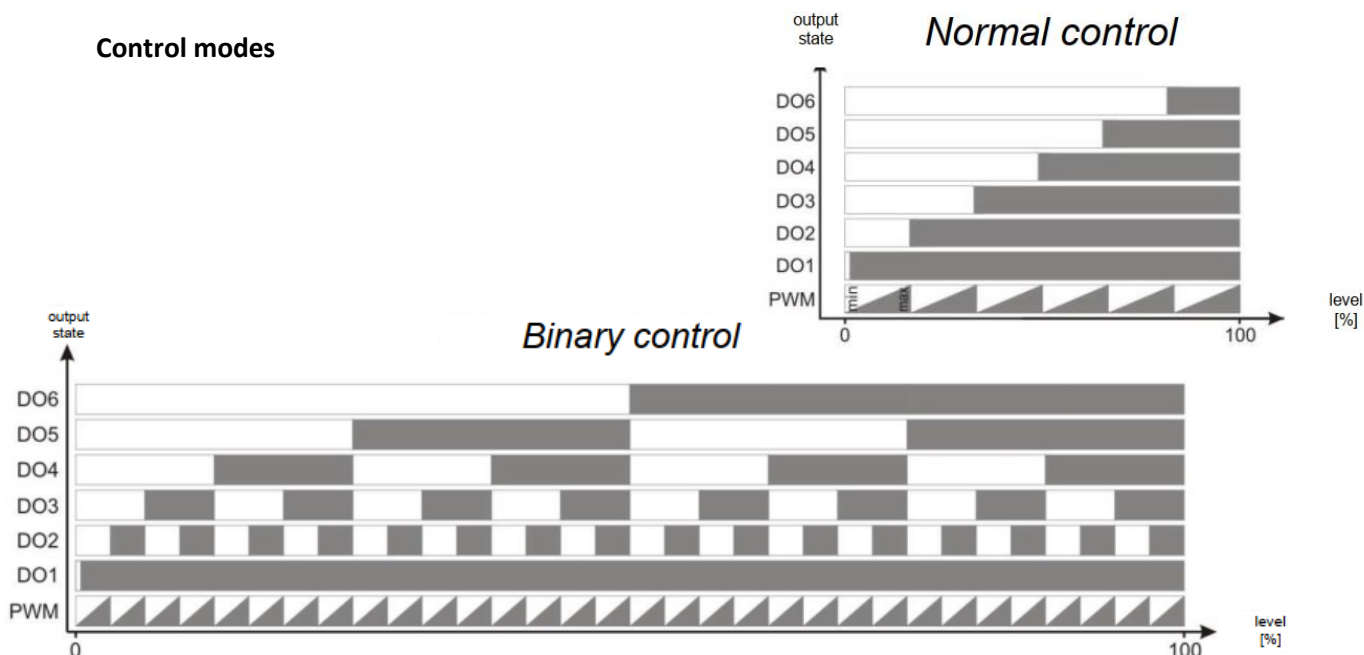 Control modes
output
state
Normal control
DO6
DO5
DO4
DO3
DO2
DO1
PWM
min
max
0
100
level
[%]
output
state
Binary control
DO6
DO5
DO4
DO3
DO2
DO1
PWM
0
100
level
[%]